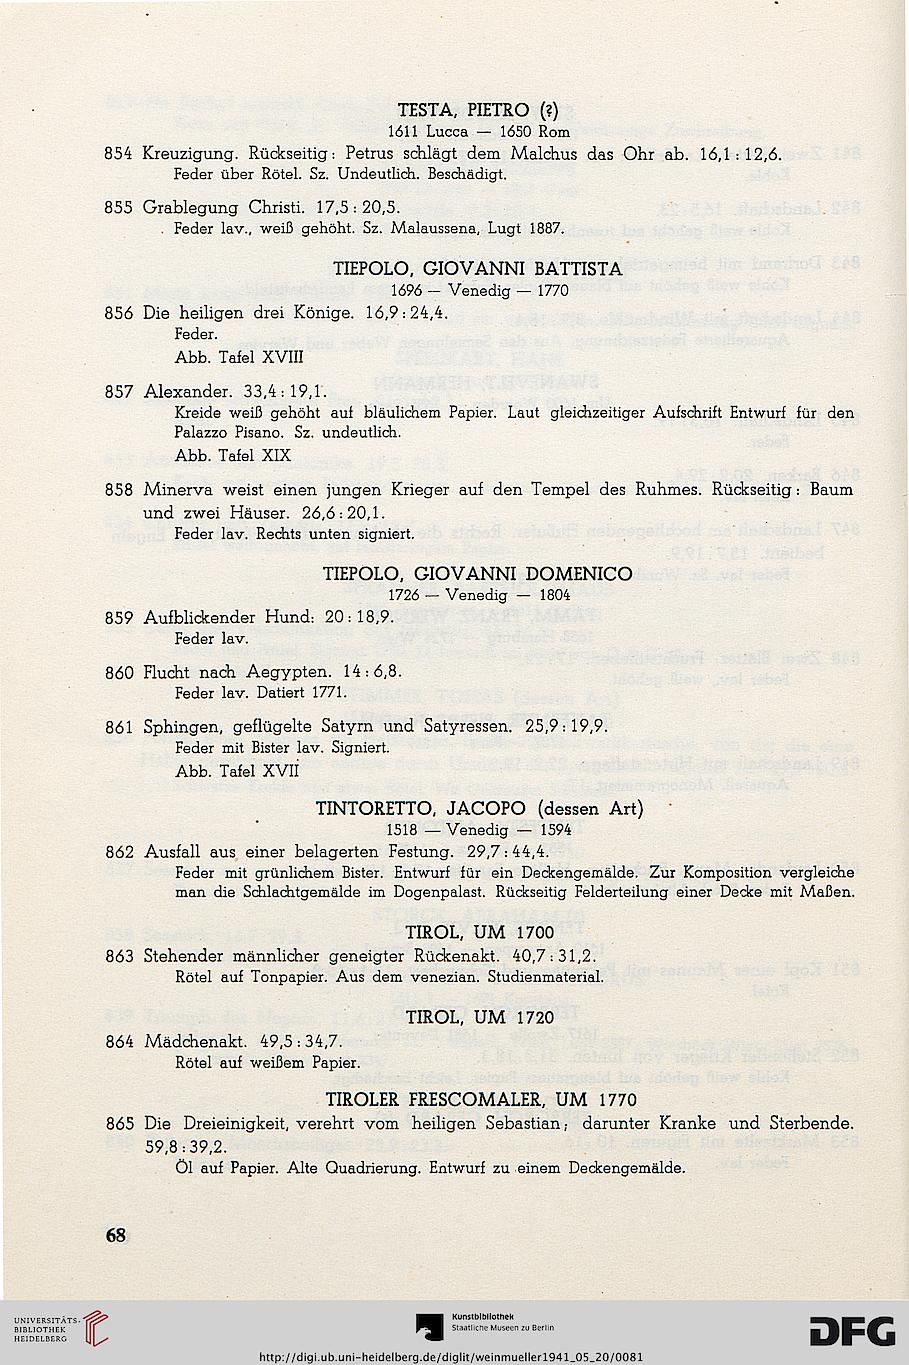 TESTA, PIETRO (?)
1611 Lucca — 1650 Rom
854 Kreuzigung. Rückseitig: Petrus schlägt dem Malchus das Ohr ab. 16,1 : 12,6.
Feder über Rötel. Sz. Undeutlich. Beschädigt.
855 Grablegung Christi. 17,5 : 20,5.
Feder lav., weiß gehöht. Sz. Malaussena, Lugt 1887.
TIEPOLO, GIOVANNI BATTISTA
1696 — Venedig — 1770
856 Die heiligen drei Könige. 16,9 : 24,4.
Feder.
Abb. Tafel XVIII
857 Alexander. 33,4 : 19,1.
Kreide weiß gehöht auf bläulichem Papier. Laut gleichzeitiger Aufschrift Entwurf für den
Palazzo Pisano. Sz. undeutlich.
Abb. Tafel XIX
858 Minerva weist einen jungen Krieger auf den Tempel des Ruhmes. Rückseitig: Baum
und zwei Häuser. 26,6 : 20,1.
Feder lav. Rechts unten signiert.
TIEPOLO, GIOVANNI DOMENICO
1726 — Venedig — 1804
859 Aufblickender Hund: 20 : 18,9.
Feder lav.
860 Flucht nach Aegypten. 14 : 6,8.
Feder lav. Datiert 1771.
861 Sphingen, geflügelte Satyrn und Satyressen. 25,9 : 19,9.
Feder mit Bister lav. Signiert.
Abb. Tafel XVII
TINTORETTO, JACOPO (dessen Art)
1518 — Venedig — 1594
862 Ausfall aus einer belagerten Festung. 29,7 : 44,4.
Feder mit grünlichem Bister. Entwurf für ein Deckengemälde. Zur Komposition vergleiche
man die Schlachtgemälde im Dogenpalast. Rückseitig Felderteilung einer Decke mit Maßen.
TIROL, UM 1700
863 Stehender männlicher geneigter Rückenakt. 40,7 : 31,2.
Rötel auf Tonpapier. Aus dem venezian. Studienmaterial.
TIROL, UM 1720
864 Mädchenakt. 49,5 : 34,7.
Rötel auf weißem Papier.
TIROLER FRESCOMALER, UM 1770
865 Die Dreieinigkeit, verehrt vom heiligen Sebastian; darunter Kranke und Sterbende.
59,8 : 39,2.
Öl auf Papier. Alte Quadrierung. Entwurf zu einem Deckengemälde.
68
UNIVERSITÄTS-
BIBLIOTHEK
HEIDELBERG
Kunstbibliothek
Staatliche Museen zu Berlin
DFG
http://digi.ub.uni-heidelberg.de/diglit/weinmueller1941_05_20/0081